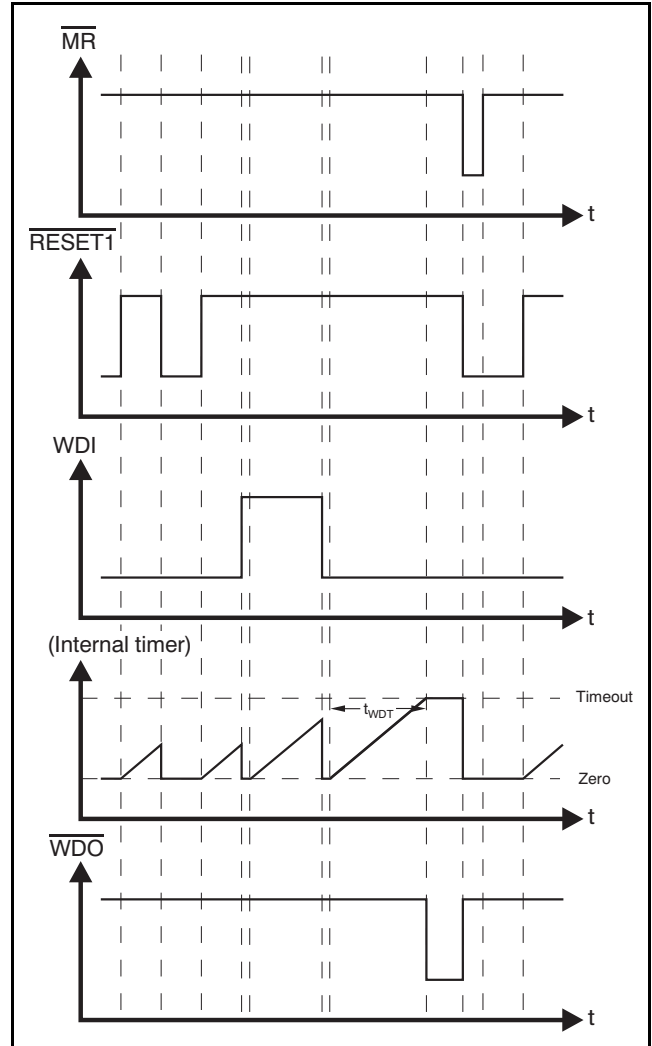 MR
t
RESET1
t
WDI
t
(Internal timer)
Timeout
tWDT
Zero
t
WDO
t